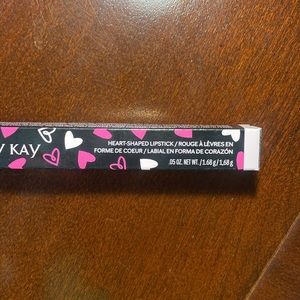 Y KAY
HEART-SHAPED LIPSTICK / ROUGE À LÈVRES EN
FORME DE COEUR / LABIAL EN FORMA DE CORAZÓN
.05 OZ. NET WT. / 1.68 g / 1,68 g